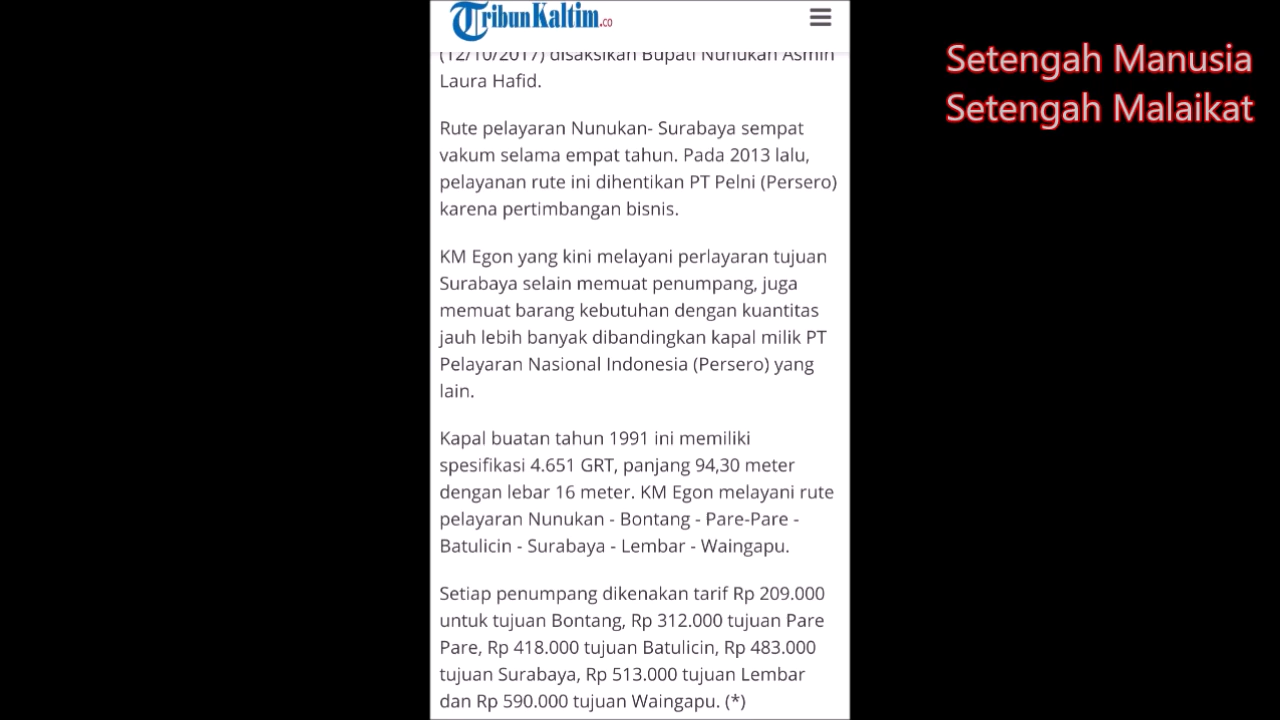 TribunKaltim.co
(12/10/2017) disaksikan Bupati Nunukan Asmin
Laura Hafid.
Rute pelayaran Nunukan- Surabaya sempat
vakum selama empat tahun. Pada 2013 lalu,
pelayanan rute ini dihentikan PT Pelni (Persero)
karena pertimbangan bisnis.
KM Egon yang kini melayani perlayaran tujuan
Surabaya selain memuat penumpang, juga
memuat barang kebutuhan dengan kuantitas
jauh lebih banyak dibandingkan kapal milik PT
Pelayaran Nasional Indonesia (Persero) yang
lain.
Kapal buatan tahun 1991 ini memiliki
spesifikasi 4.651 GRT, panjang 94,30 meter
dengan lebar 16 meter. KM Egon melayani rute
pelayaran Nunukan - Bontang - Pare-Pare -
Batulicin - Surabaya - Lembar - Waingapu.
Setiap penumpang dikenakan tarif Rp 209.000
untuk tujuan Bontang, Rp 312.000 tujuan Pare
Pare, Rp 418.000 tujuan Batulicin, Rp 483.000
tujuan Surabaya, Rp 513.000 tujuan Lembar
dan Rp 590.000 tujuan Waingapu. (*)
Setengah Manusia
Setengah Malaikat